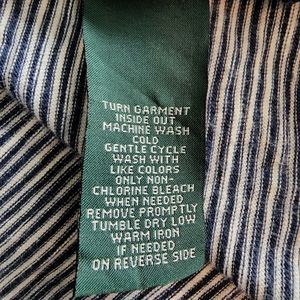 TURN GARMENT
INSIDE OUT
MACHINE WASH
COLD
GENTLE CYCLE
WASH WITH
LIKE COLORS
ONLY NON-
CHLORINE BLEACH
WHEN NEEDED
REMOVE PROMPTLY
TUMBLE DRY LOW
WARM IRON
IF NEEDED
ON REVERSE SIDE